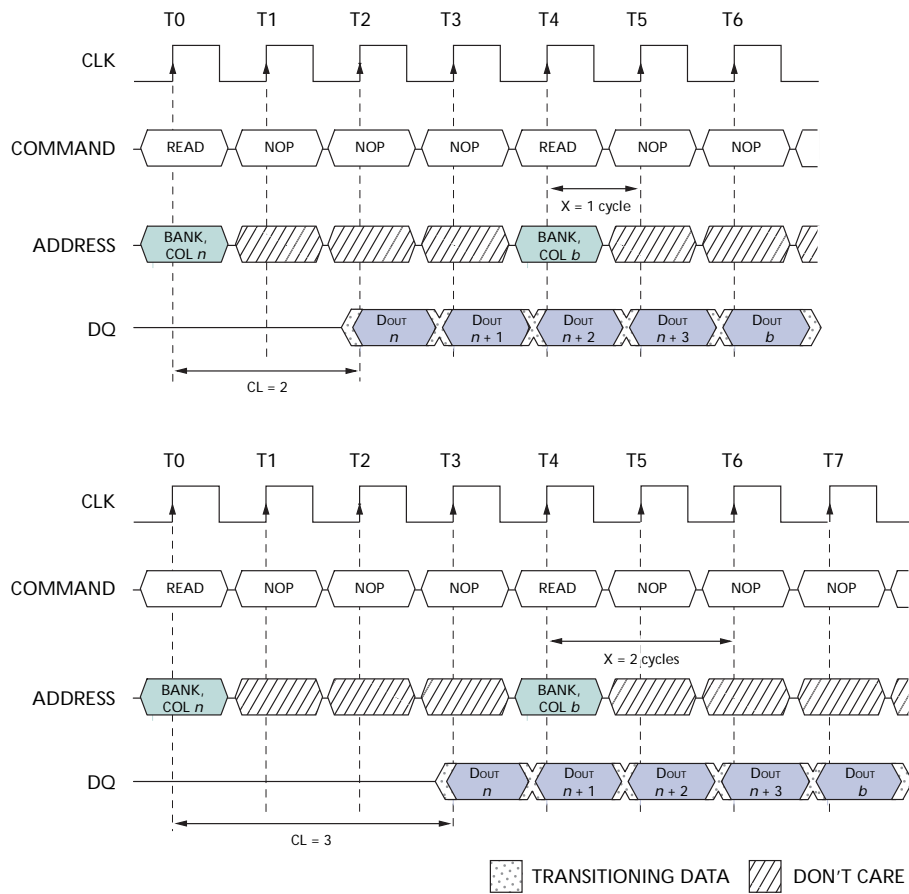 T0 T1 T2 T3 T4 T5 T6
CLK
COMMAND READ NOP NOP NOP READ NOP NOP
X = 1 cycle
ADDRESS BANK, COL n BANK, COL b
DQ DOUT n DOUT n + 1 DOUT n + 2 DOUT n + 3 DOUT b
CL = 2
T0 T1 T2 T3 T4 T5 T6 T7
CLK
COMMAND READ NOP NOP NOP READ NOP NOP NOP
X = 2 cycles
ADDRESS BANK, COL n BANK, COL b
DQ DOUT n DOUT n + 1 DOUT n + 2 DOUT n + 3 DOUT b
CL = 3
TRANSITIONING DATA DON'T CARE